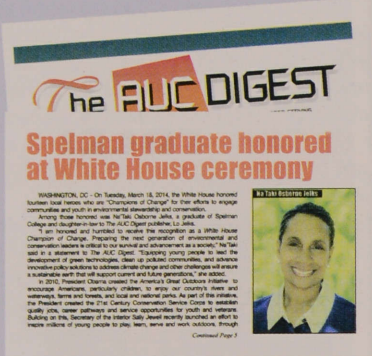 The AUC DIGEST
Spelman graduate honored
at White House ceremony
WASHINGTON, DC – On Tuesday, March 18, 2014, the White House honored
fourteen local heroes who are "Champions of Change" for their efforts to engage
communities and youth in environmental stewardship and conservation.
Among those honored was Na'Taki Osborne Jelks, a graduate of Spelman
College and daughter-in-law to The AUC Digest publisher, Lo Jelks.
"I am honored and humbled to receive this recognition as a White House
Champion of Change. Preparing the next generation of environmental and
conservation leaders is critical to our survival and advancement as a society," Na'Taki
said in a statement to The AUC Digest. "Equipping young people to lead the
development of green technologies, clean up polluted communities, and advance
innovative policy solutions to address climate change and other challenges will ensure
a sustainable earth that will support current and future generations," she added.
In 2010, President Obama created the America's Great Outdoors Initiative to
encourage Americans, particularly children, to enjoy our country's rivers and
waterways, farms and forests, and local and national parks. As part of this initiative,
the President created the 21st Century Conservation Service Corps to establish
quality jobs, career pathways and service opportunities for youth and veterans.
Building on this, Secretary of the Interior Sally Jewell recently launched an effort to
inspire millions of young people to play, learn, serve and work outdoors, through
Continued Page 3
Na'Taki Osborne Jelks